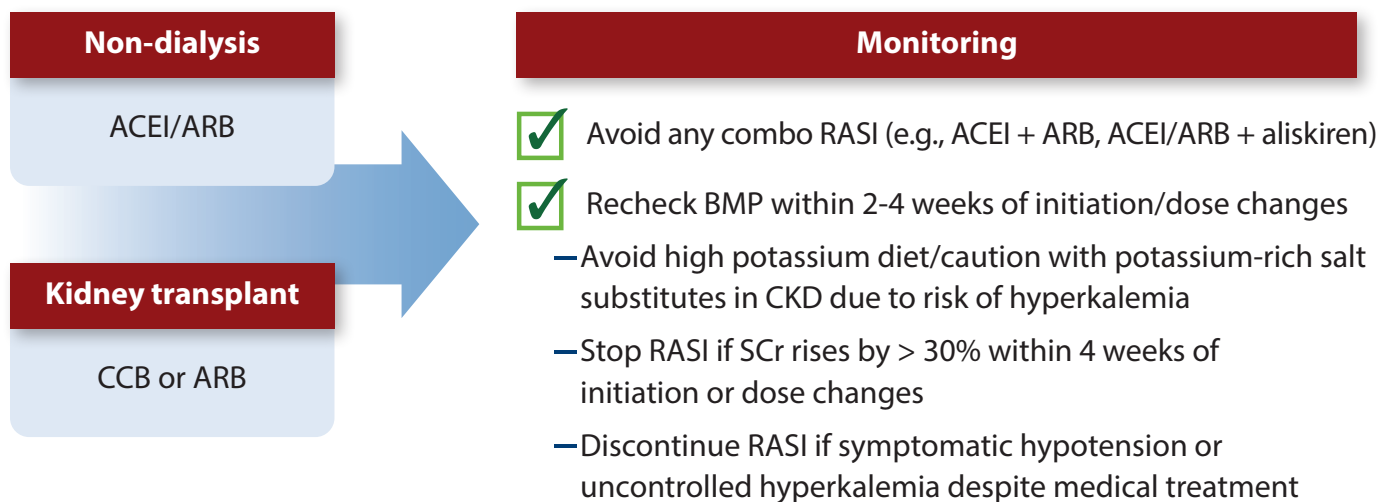 Non-dialysis
ACEI/ARB
Kidney transplant
CCB or ARB
Monitoring
Avoid any combo RASI (e.g., ACEI + ARB, ACEI/ARB + aliskiren)
Recheck BMP within 2-4 weeks of initiation/dose changes
—Avoid high potassium diet/caution with potassium-rich salt
substitutes in CKD due to risk of hyperkalemia
—Stop RASI if SCr rises by > 30% within 4 weeks of
initiation or dose changes
—Discontinue RASI if symptomatic hypotension or
uncontrolled hyperkalemia despite medical treatment